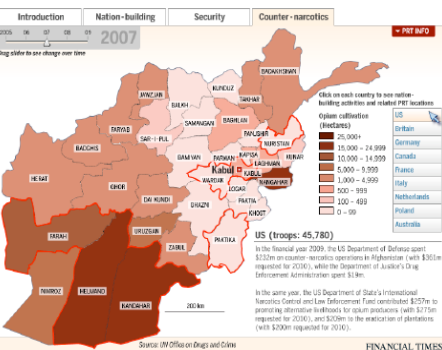 Introduction
Nation-building
Security
Counter-narcotics
2005 06 07 08 09
2007
Drag slider to see change over time
PRT INFO
BADAKHSHAN
KUNDUZ
TAKHAR
JAWZJAN
BALKH
SAMANGAN
BAGHLAN
FARYAB
SAR-I-PUL
PANJSHIR
NURISTAN
BADGHIS
BAMYAN
PARWAN
KAPISA
KUNAR
LAGHMAN
Kabul
KABUL
HERAT
WARDAK
NANGARHAR
LOGAR
GHOR
DAI KUNDI
GHAZNI
PAKTIA
KHOST
URUZGAN
PAKTIKA
FARAH
ZABUL
NIMROZ
HELMAND
KANDAHAR
200km
Click on each country to see nation-
building activities and related PRT locations
Opium cultivation
(Hectares)
25,000+
15,000 - 24,999
10,000 - 14,999
5,000 - 9,999
1,000 - 4,999
500 - 999
100 - 499
0 - 99
US
Britain
Germany
Canada
France
Italy
Netherlands
Poland
Australia
US (troops: 45,780)
In the financial year 2009, the US Department of Defense spent
$232m on counter-narcotics operations in Afghanistan (with $361m
requested for 2010), while the Department of Justice's Drug
Enforcement Administration spent $19m.
In the same year, the US Department of State's International
Narcotics Control and Law Enforcement Fund contributed $257m to
promoting alternative livelihoods for opium producers (with $275m
requested for 2010), and $209m to the eradication of plantations
(with $200m requested for 2010).
Source: UN Office on Drugs and Crime
FINANCIAL TIMES